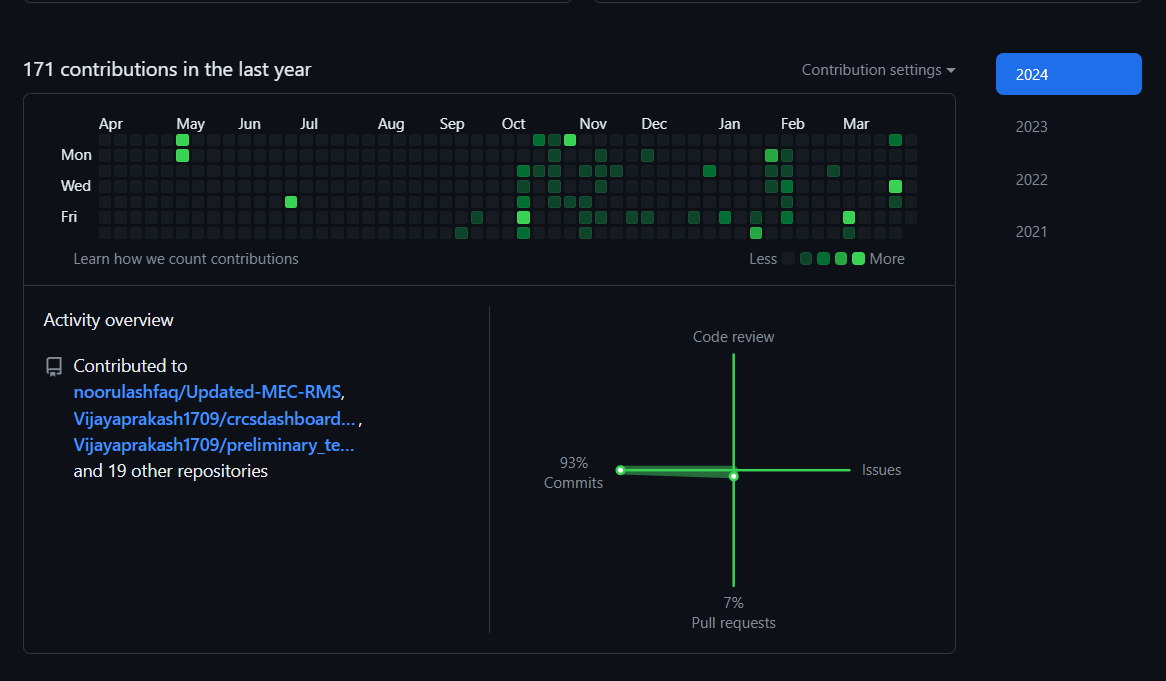 171 contributions in the last year
Contribution settings
2024
2023
2022
2021
Apr May Jun Jul Aug Sep Oct Nov Dec Jan Feb Mar
Mon
Wed
Fri
Learn how we count contributions
Less More
Activity overview
Contributed to
noorulashfaq/Updated-MEC-RMS,
Vijayaprakash1709/crcsdashboard… ,
Vijayaprakash1709/preliminary_te…
and 19 other repositories
Code review
93%
Commits
Issues
7%
Pull requests